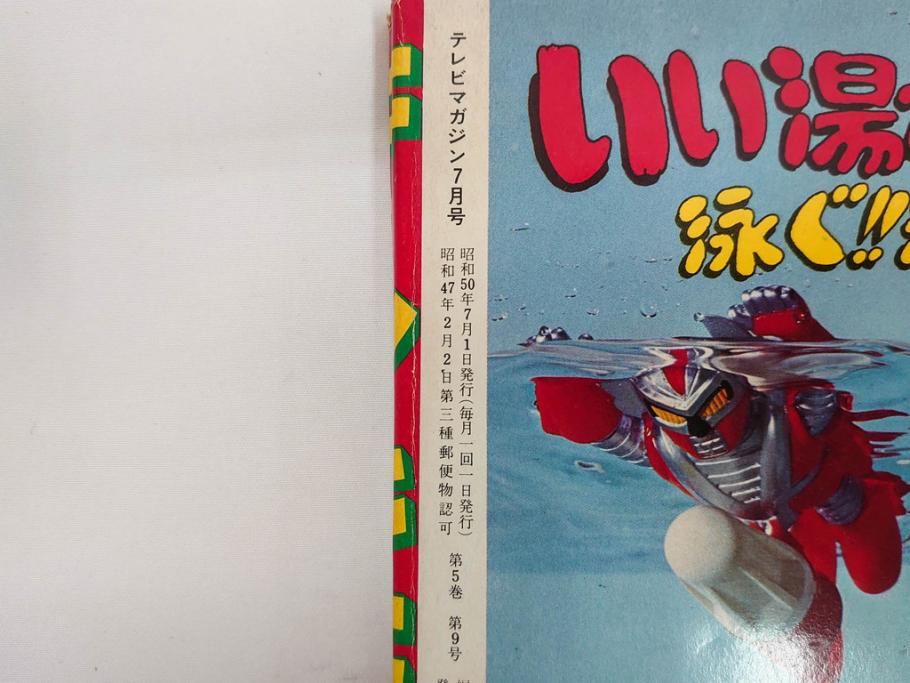 テレビマガジン7月号
昭和50年7月1日発行(毎月一回一日発行)
昭和47年2月2日第三種郵便物認可
第5巻 第9号
いい湯
泳ぐ!!